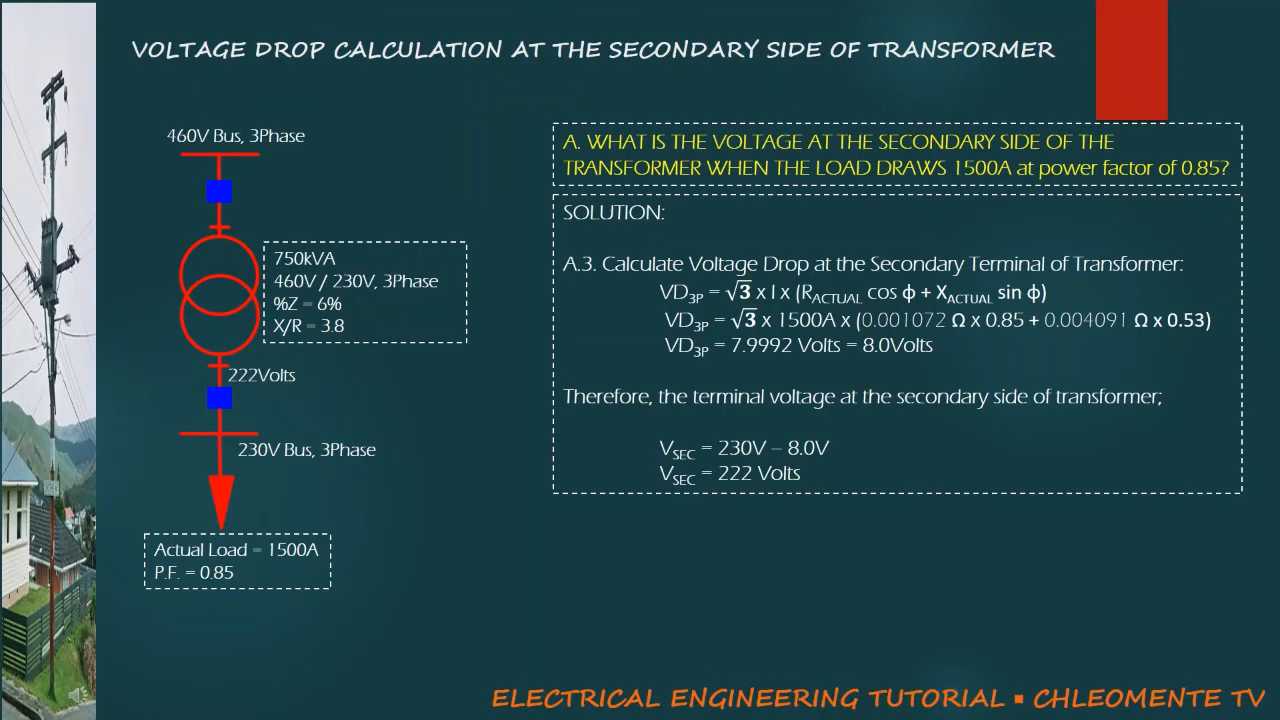 VOLTAGE DROP CALCULATION AT THE SECONDARY SIDE OF TRANSFORMER
460V Bus, 3Phase
750kVA
460V / 230V, 3Phase
%Z = 6%
X/R = 3.8
222Volts
230V Bus, 3Phase
Actual Load = 1500A
P.F. = 0.85
A. WHAT IS THE VOLTAGE AT THE SECONDARY SIDE OF THE
TRANSFORMER WHEN THE LOAD DRAWS 1500A at power factor of 0.85?
SOLUTION:
A.3. Calculate Voltage Drop at the Secondary Terminal of Transformer:
VD3P = √3 x I x (RACTUAL cos ϕ + XACTUAL sin ϕ)
VD3P = √3 x 1500A x (0.001072 Ω x 0.85 + 0.004091 Ω x 0.53)
VD3P = 7.9992 Volts = 8.0Volts
Therefore, the terminal voltage at the secondary side of transformer;
VSEC = 230V – 8.0V
VSEC = 222 Volts
ELECTRICAL ENGINEERING TUTORIAL ▪ CHLEOMENTE TV